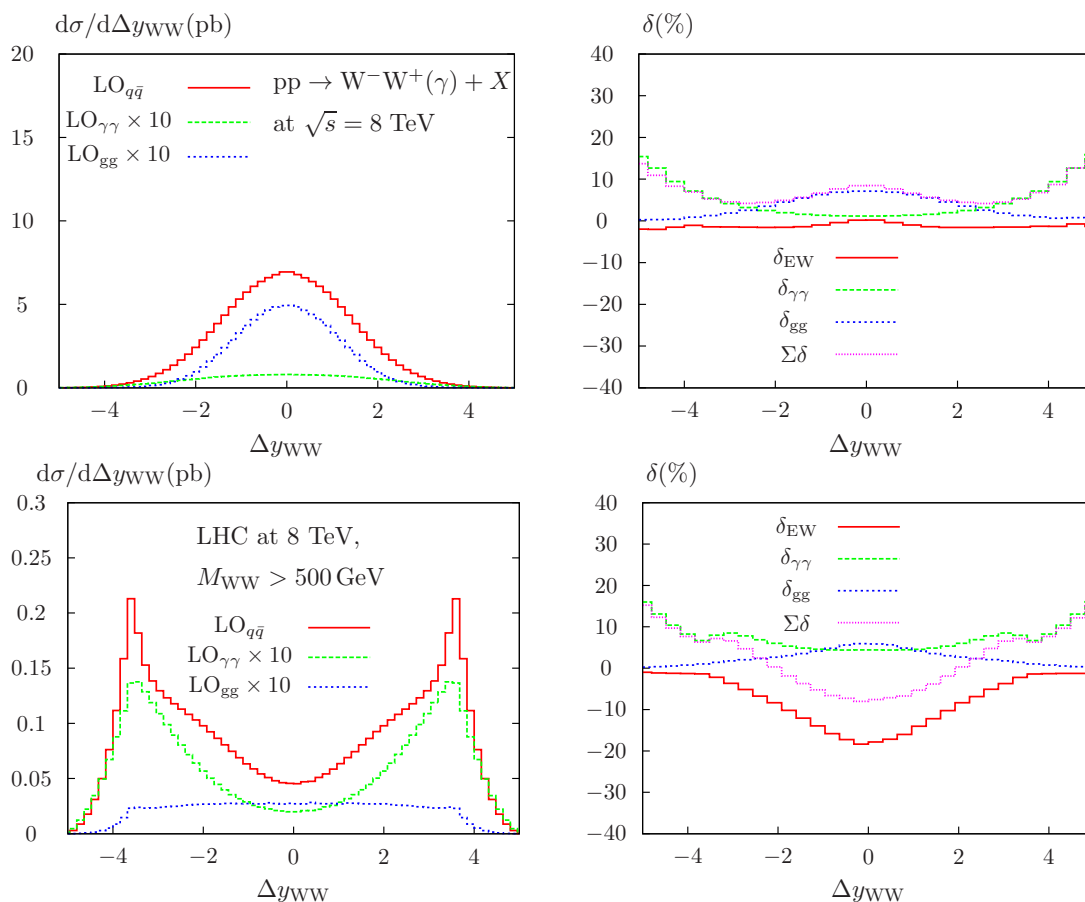 dσ/dΔy_WW(pb)
20
15
10
5
0
LO_qq̄
LO_γγ × 10
LO_gg × 10
pp → W⁻W⁺(γ) + X
at √s = 8 TeV
−4 −2 0 2 4
Δy_WW
δ(%)
40
30
20
10
0
−10
−20
−30
−40
δ_EW
δ_γγ
δ_gg
Σδ
−4 −2 0 2 4
Δy_WW
dσ/dΔy_WW(pb)
0.3
0.25
0.2
0.15
0.1
0.05
0
LHC at 8 TeV,
M_WW > 500 GeV
LO_qq̄
LO_γγ × 10
LO_gg × 10
−4 −2 0 2 4
Δy_WW
δ(%)
40
30
20
10
0
−10
−20
−30
−40
δ_EW
δ_γγ
δ_gg
Σδ
−4 −2 0 2 4
Δy_WW